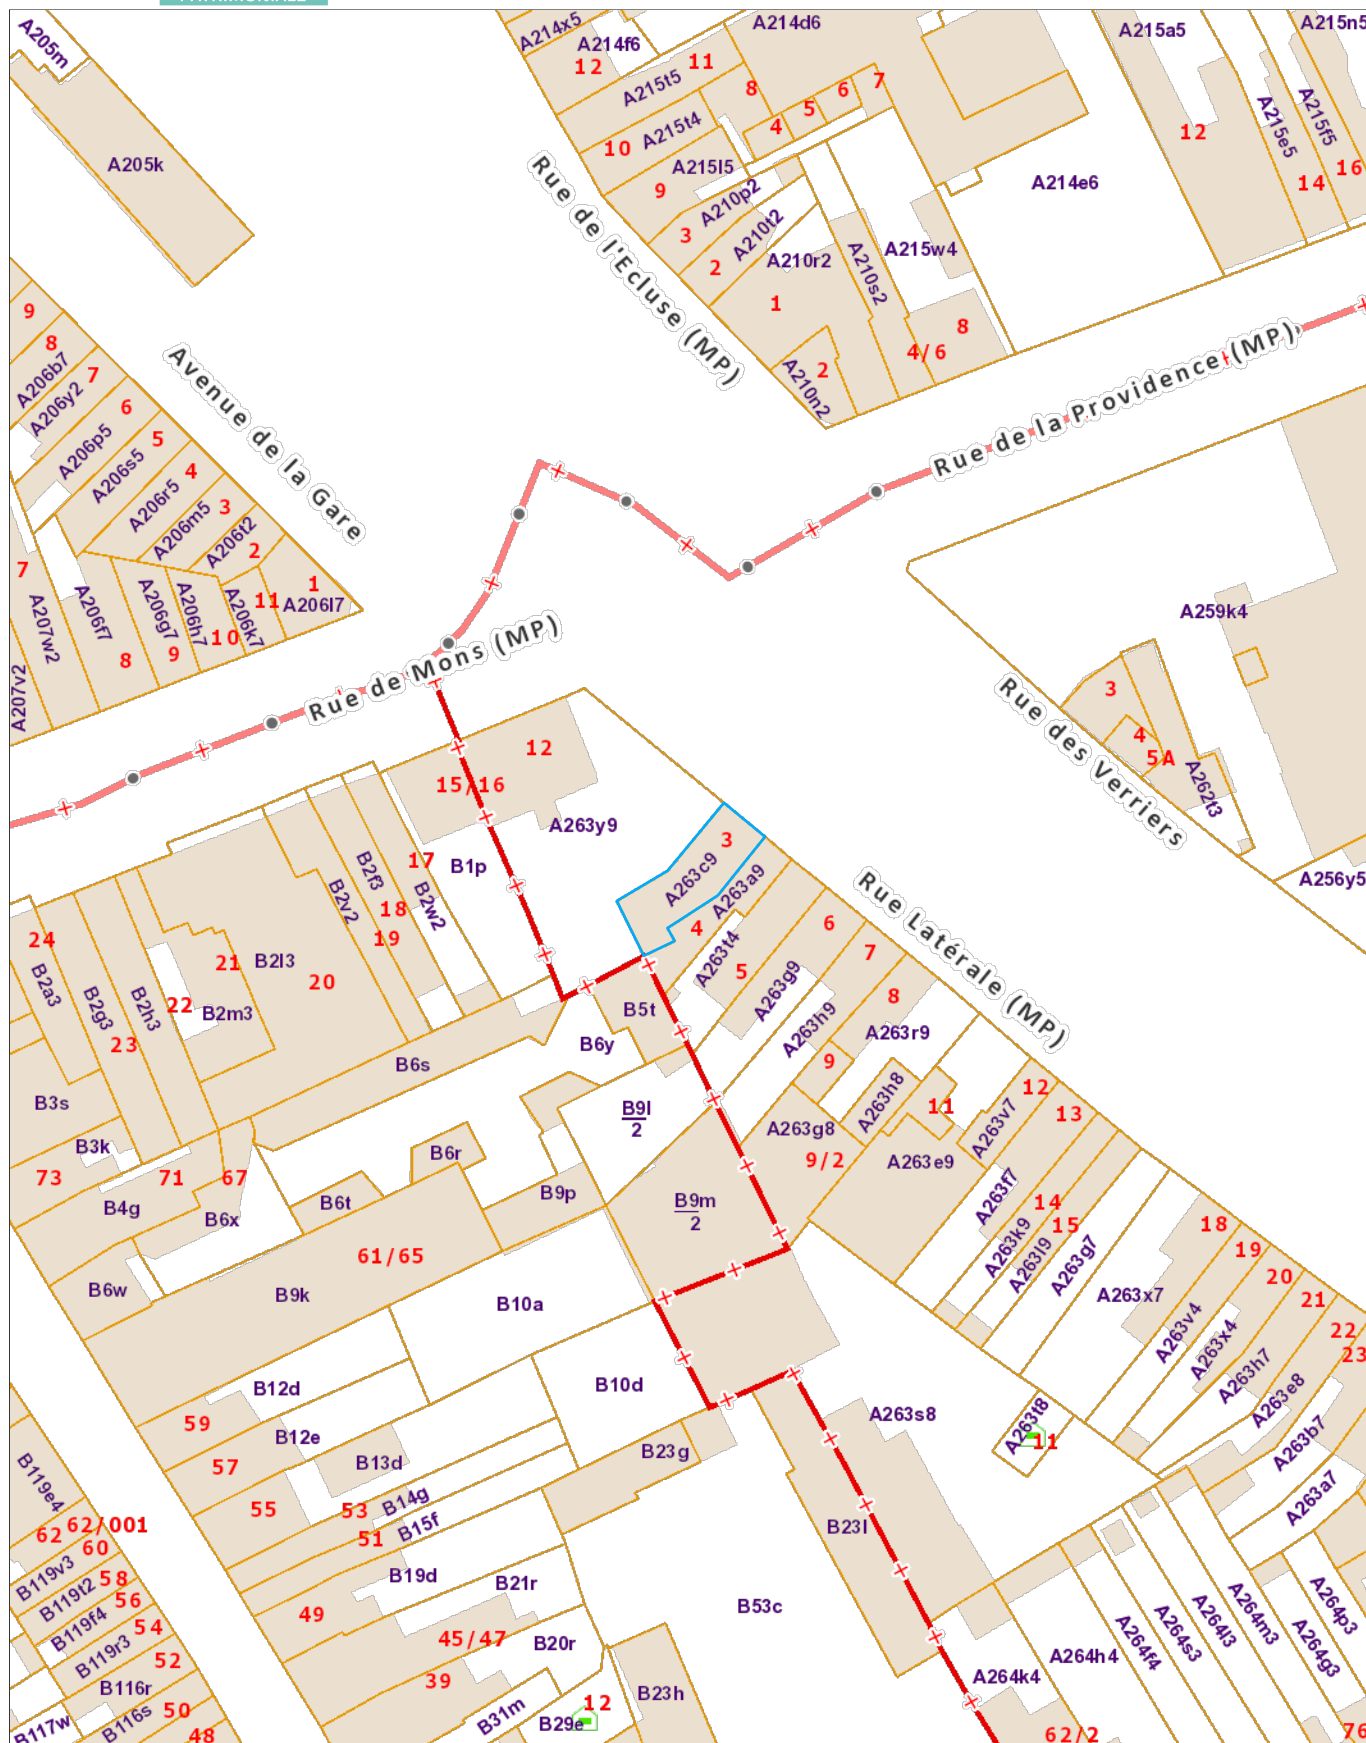 A205m
A214x5
A214f6
A214d6
A215a5
A215n5
12
A215t5
11
8
6
7
5
4
A205k
10
A215t4
A215l5
9
A210p2
3
A210t2
2
A210r2
1
A210s2
A215w4
A214e6
12
A215e5
A215f5
14
16
Rue de l'Ecluse (MP)
8
4/6
2
A210n2
Rue de la Providence (MP)
9
8
A206b7
7
A206y2
6
A206p5
5
A206s5
4
A206r5
3
A206m5
A206t2
2
1
A206l7
11
Avenue de la Gare
7
A207w2
A207v2
A206f7
8
A206g7
9
A206h7
10
A206k7
Rue de Mons (MP)
A259k4
3
4
5A
A262t3
Rue des Verriers
A256y5
12
15/16
A263y9
B1p
17
B2w2
B2f3
18
B2v2
19
3
A263c9
A263a9
4
A263t4
5
Rue Latérale (MP)
6
7
8
A263g9
A263h9
A263r9
9
24
B2a3
B2g3
B2h3
23
22
21
B2l3
B2m3
20
B5t
B6y
B6s
B9l
2
B3s
B3k
73
71
67
B4g
B6x
B6w
B6r
B6t
B9p
B9m
2
A263g8
9/2
A263h8
11
A263e9
A263v7
12
13
A263f7
A263k9
14
A263l9
15
A263g7
A263x7
18
19
20
21
22
23
A263v4
A263x4
A263h7
A263e8
A263b7
A263a7
61/65
B9k
B10a
B10d
B12d
59
B12e
57
B13d
55
53
B14g
51
B15f
B23g
A263s8
A263t8
11
B23l
B119e4
62
62/001
60
B119v3
58
B119t2
56
B119f4
54
B119r3
52
B116r
50
B116s
48
B117w
B19d
B21r
49
45/47
B20r
39
B31m
12
B29e
B23h
B53c
A264k4
A264h4
A264f4
A264s3
A264l3
A264m3
A264g3
A264p3
62/2
76